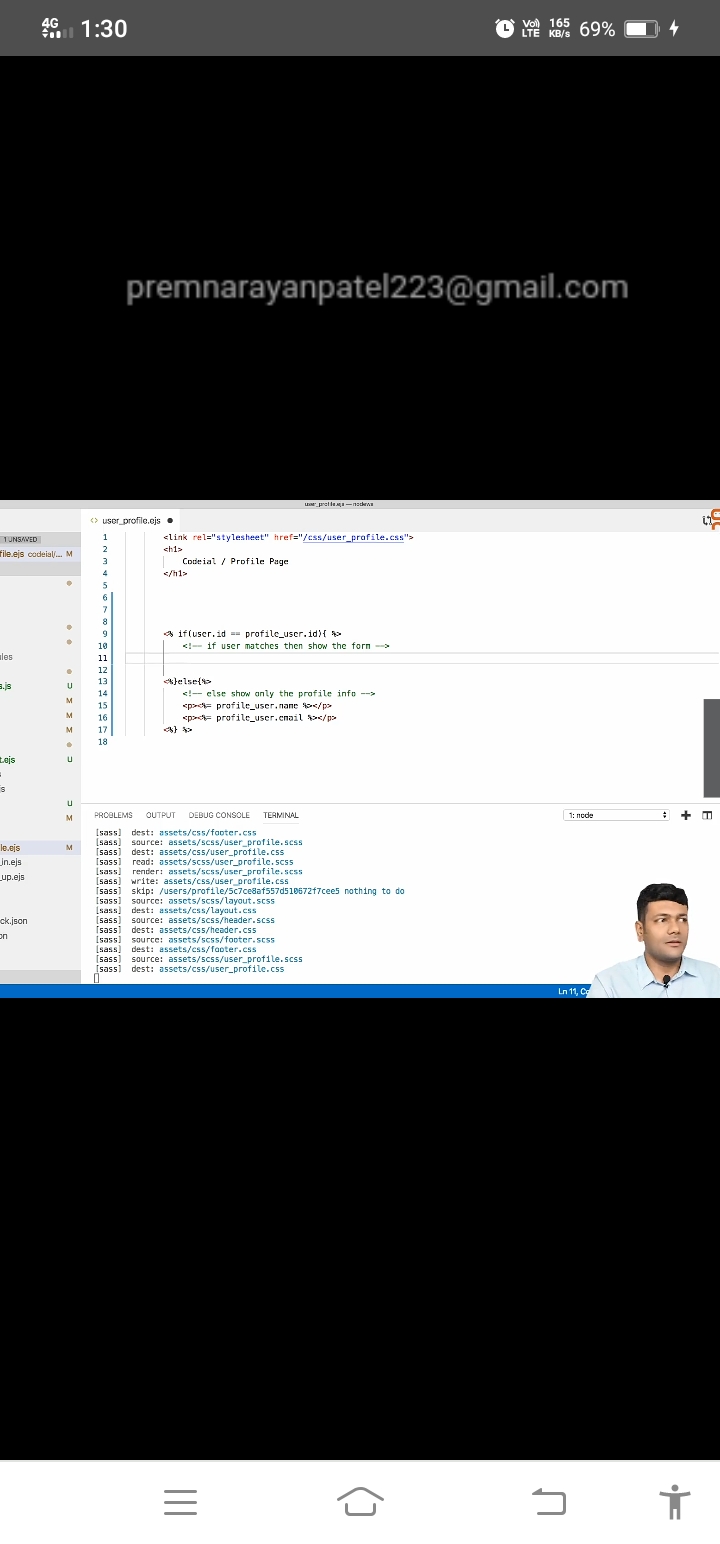 4G 1:30 Vo) LTE 165 KB/s 69%
premnarayanpatel223@gmail.com
user_profile.ejs — nodews
<> user_profile.ejs ●
1 UNSAVED
file.ejs codeial/... M
1 <link rel="stylesheet" href="/css/user_profile.css">
2 <h1>
3 Codeial / Profile Page
4 </h1>
5
6
7
8
9 <% if(user.id == profile_user.id){ %>
10 <!-- if user matches then show the form -->
11
12
13 <%}else{%>
14 <!-- else show only the profile info -->
15 <p><%= profile_user.name %></p>
16 <p><%= profile_user.email %></p>
17 <%} %>
18
ules
s.js U
M
M
M
t.ejs U
s
js
U
M
le.ejs M
_in.ejs
_up.ejs
ck.json
on
PROBLEMS OUTPUT DEBUG CONSOLE TERMINAL 1: node
[sass] dest: assets/css/footer.css
[sass] source: assets/scss/user_profile.scss
[sass] dest: assets/css/user_profile.css
[sass] read: assets/scss/user_profile.scss
[sass] render: assets/scss/user_profile.scss
[sass] write: assets/css/user_profile.css
[sass] skip: /users/profile/5c7ce8af557d510672f7cee5 nothing to do
[sass] source: assets/scss/layout.scss
[sass] dest: assets/css/layout.css
[sass] source: assets/scss/header.scss
[sass] dest: assets/css/header.css
[sass] source: assets/scss/footer.scss
[sass] dest: assets/css/footer.css
[sass] source: assets/scss/user_profile.scss
[sass] dest: assets/css/user_profile.css
Ln 11, Co